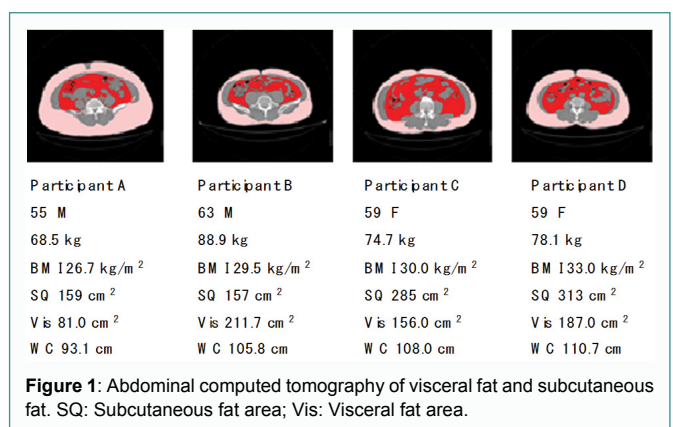 Participant A
55 M
68.5 kg
BMI 26.7 kg/m²
SQ 159 cm²
Vis 81.0 cm²
WC 93.1 cm
Participant B
63 M
88.9 kg
BMI 29.5 kg/m²
SQ 157 cm²
Vis 211.7 cm²
WC 105.8 cm
Participant C
59 F
74.7 kg
BMI 30.0 kg/m²
SQ 285 cm²
Vis 156.0 cm²
WC 108.0 cm
Participant D
59 F
78.1 kg
BMI 33.0 kg/m²
SQ 313 cm²
Vis 187.0 cm²
WC 110.7 cm
Figure 1: Abdominal computed tomography of visceral fat and subcutaneous
fat. SQ: Subcutaneous fat area; Vis: Visceral fat area.